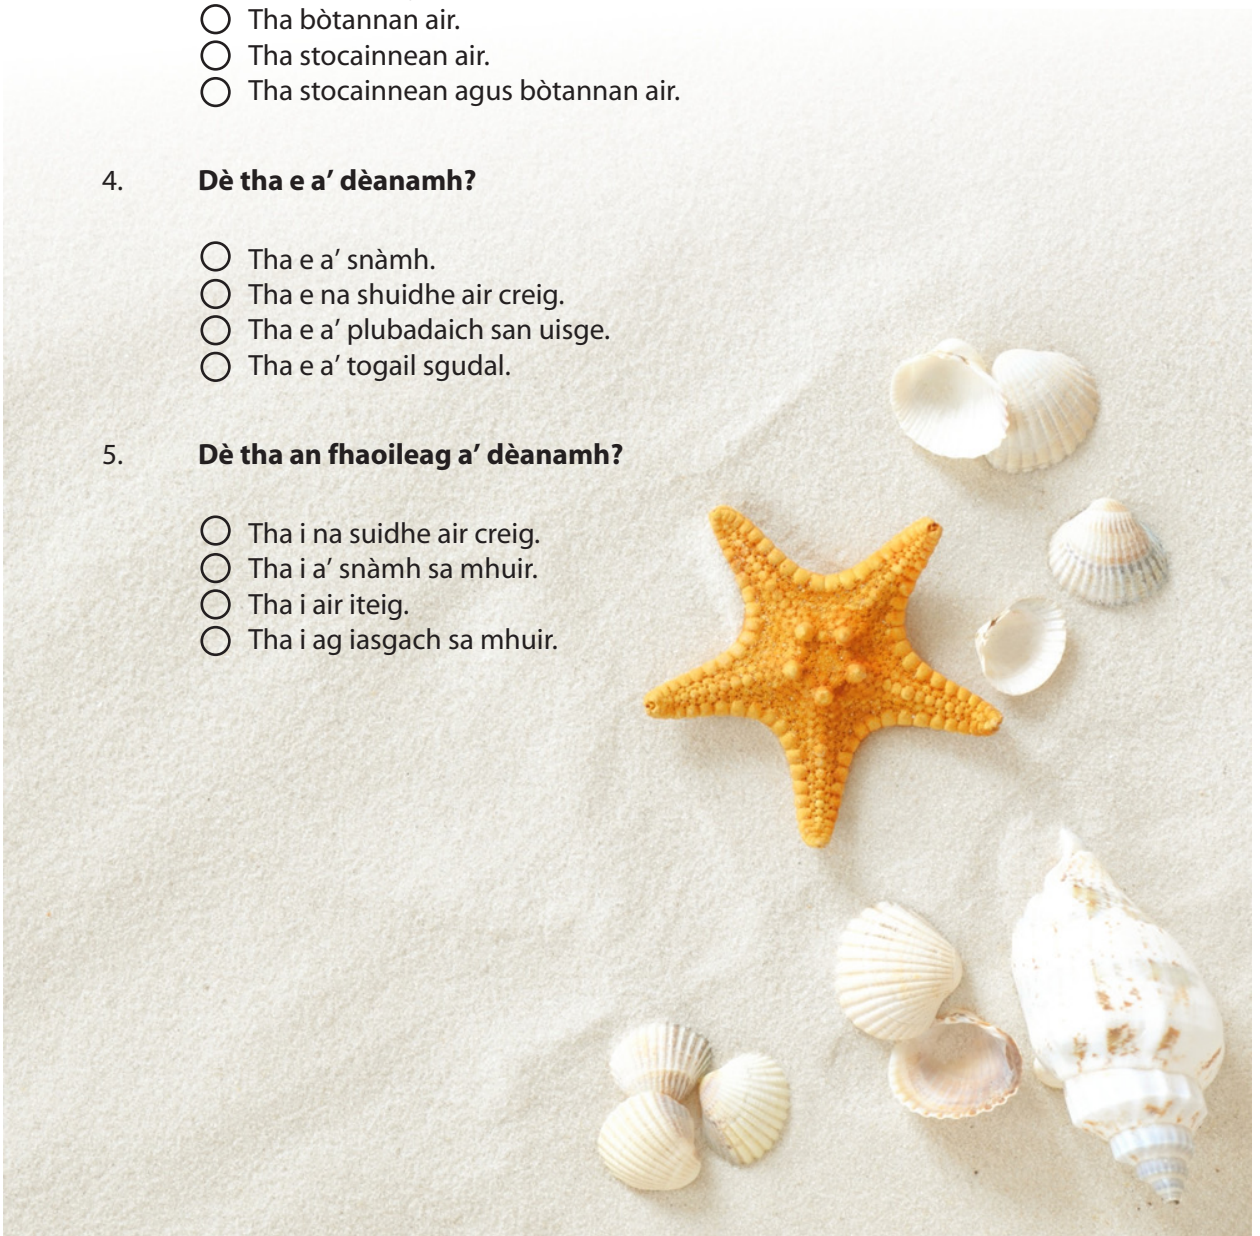 Tha bòtannan air.
Tha stocainnean air.
Tha stocainnean agus bòtannan air.
4. Dè tha e a’ dèanamh?
Tha e a’ snàmh.
Tha e na shuidhe air creig.
Tha e a’ plubadaich san uisge.
Tha e a’ togail sgudal.
5. Dè tha an fhaoileag a’ dèanamh?
Tha i na suidhe air creig.
Tha i a’ snàmh sa mhuir.
Tha i air iteig.
Tha i ag iasgach sa mhuir.